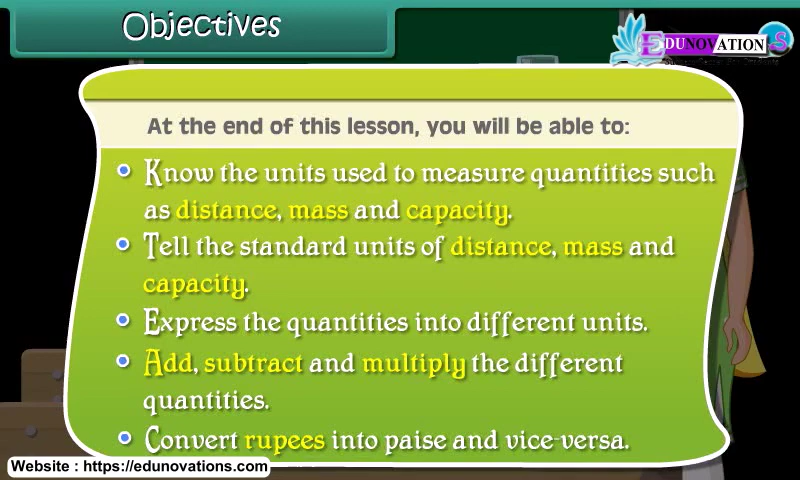 Objectives
EDUNOVATIONS
At the end of this lesson, you will be able to:
Know the units used to measure quantities such
as distance, mass and capacity.
Tell the standard units of distance, mass and
capacity.
Express the quantities into different units.
Add, subtract and multiply the different
quantities.
Convert rupees into paise and vice-versa.
Website : https://edunovations.com